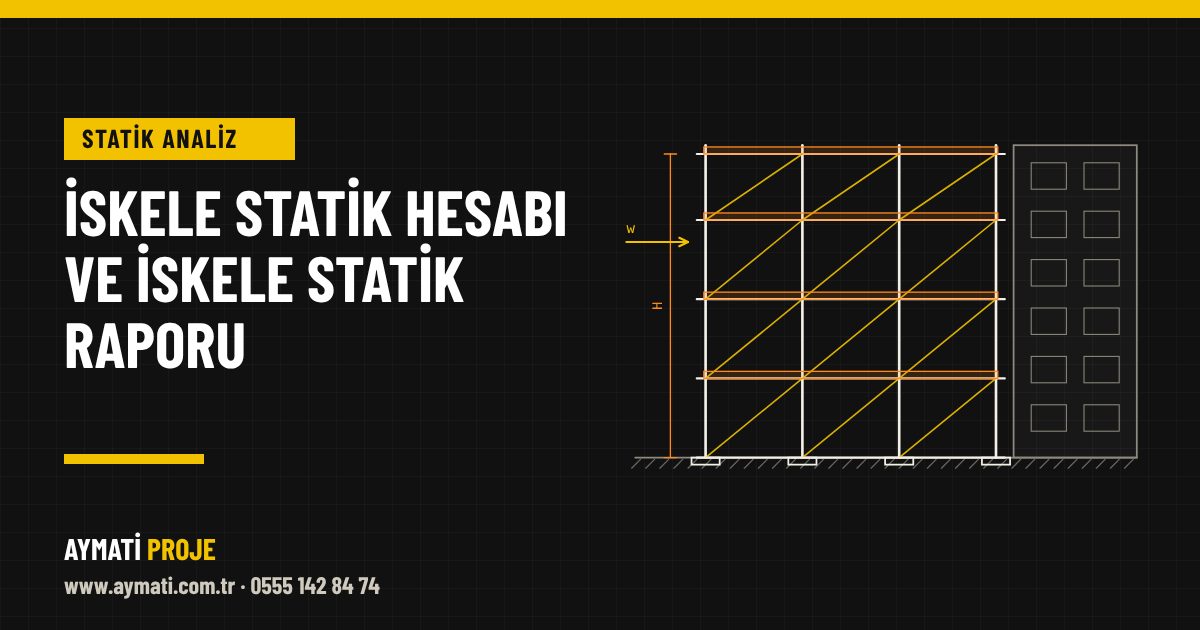 STATİK ANALİZ
İSKELE STATİK HESABI
VE İSKELE STATİK
RAPORU
W
H
AYMATİ PROJE
www.aymati.com.tr · 0555 142 84 74